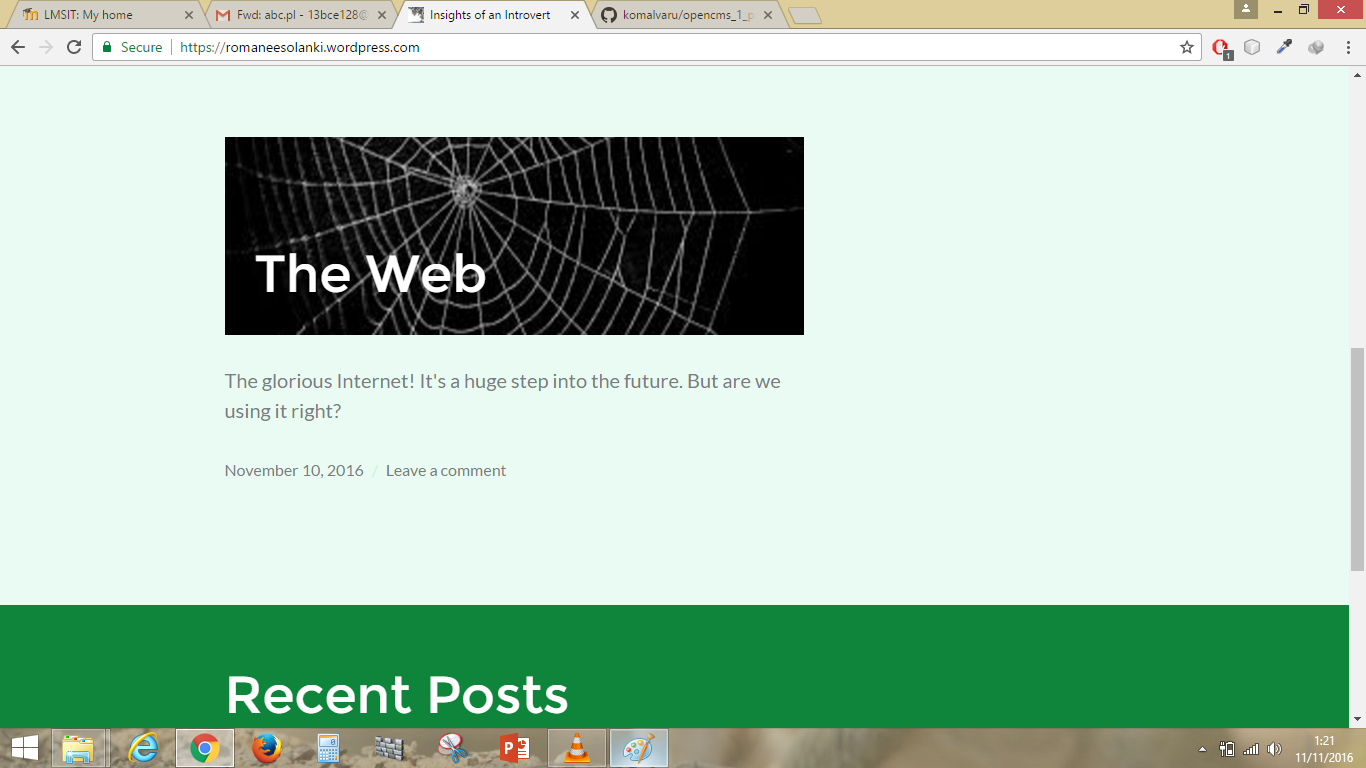 LMSIT: My home
Fwd: abc.pl - 13bce128@
Insights of an Introvert
komalvaru/opencms_1_p
Secure
https://romaneesolanki.wordpress.com
1
The Web
The glorious Internet! It's a huge step into the future. But are we
using it right?
November 10, 2016 / Leave a comment
Recent Posts
1:21
11/11/2016